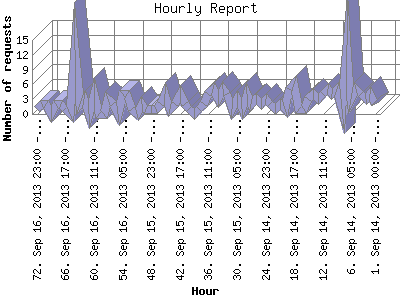 Hourly Report
Number of requests
15
12
9
6
3
0
72. Sep 16, 2013 23:00 -...
66. Sep 16, 2013 17:00 -...
60. Sep 16, 2013 11:00 -...
54. Sep 16, 2013 05:00 -...
48. Sep 15, 2013 23:00 -...
42. Sep 15, 2013 17:00 -...
36. Sep 15, 2013 11:00 -...
30. Sep 15, 2013 05:00 -...
24. Sep 14, 2013 23:00 -...
18. Sep 14, 2013 17:00 -...
12. Sep 14, 2013 11:00 -...
6. Sep 14, 2013 05:00 -...
1. Sep 14, 2013 00:00 -...
Hour